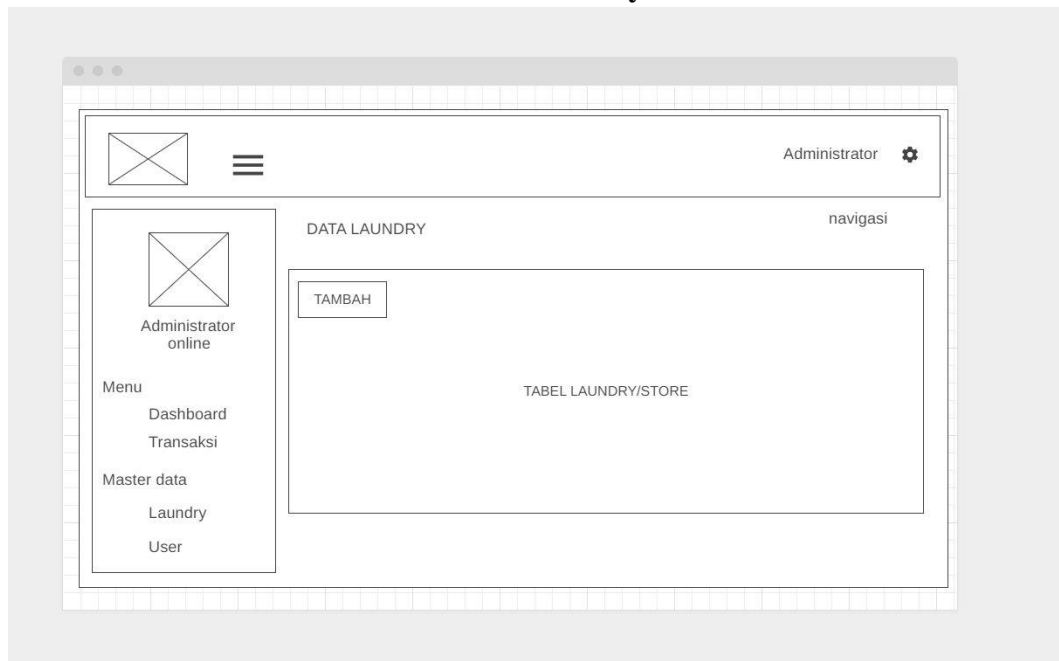 Administrator
navigasi
DATA LAUNDRY
TAMBAH
TABEL LAUNDRY/STORE
Administrator
online
Menu
Dashboard
Transaksi
Master data
Laundry
User